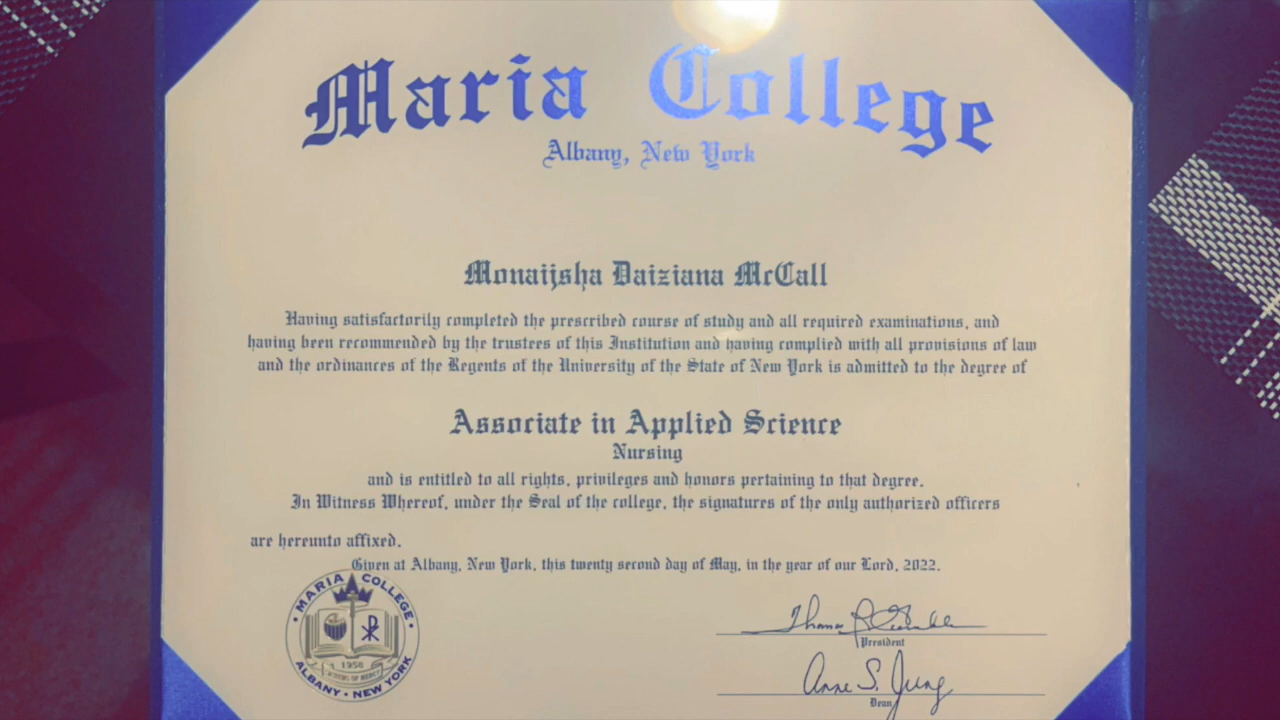 Maria College
Albany, New York
Monaijsha Daiziana McCall
Having satisfactorily completed the prescribed course of study and all required examinations, and
having been recommended by the trustees of this Institution and having complied with all provisions of law
and the ordinances of the Regents of the University of the State of New York is admitted to the degree of
Associate in Applied Science
Nursing
and is entitled to all rights, privileges and honors pertaining to that degree.
In Witness Whereof, under the Seal of the college, the signatures of the only authorized officers
are hereunto affixed.
Given at Albany, New York, this twenty second day of May, in the year of our Lord, 2022.
MARIA COLLEGE
1958
OF MERCY
ALBANY • NEW YORK
Thomas
President
Anne S. Jung
Dean